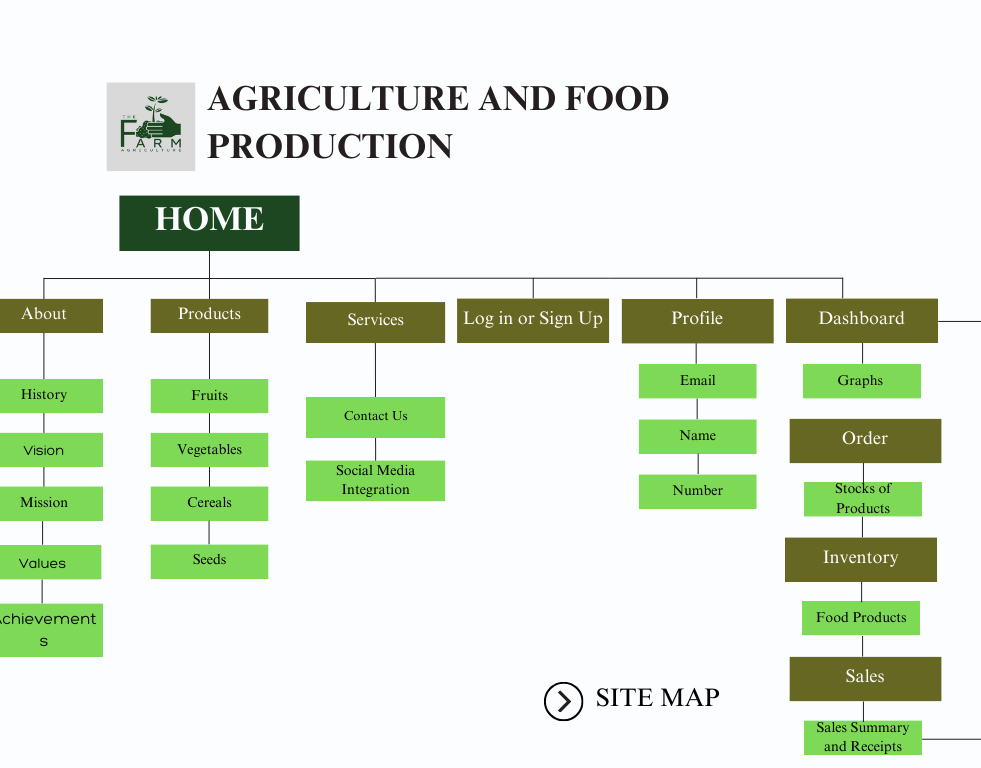 THE
FARM
AGRICULTURE
AGRICULTURE AND FOOD
PRODUCTION
HOME
About
Products
Services
Log in or Sign Up
Profile
Dashboard
History
Vision
Mission
Values
Achievement
s
Fruits
Vegetables
Cereals
Seeds
Contact Us
Social Media
Integration
Email
Name
Number
Graphs
Order
Stocks of
Products
Inventory
Food Products
Sales
Sales Summary
and Receipts
SITE MAP